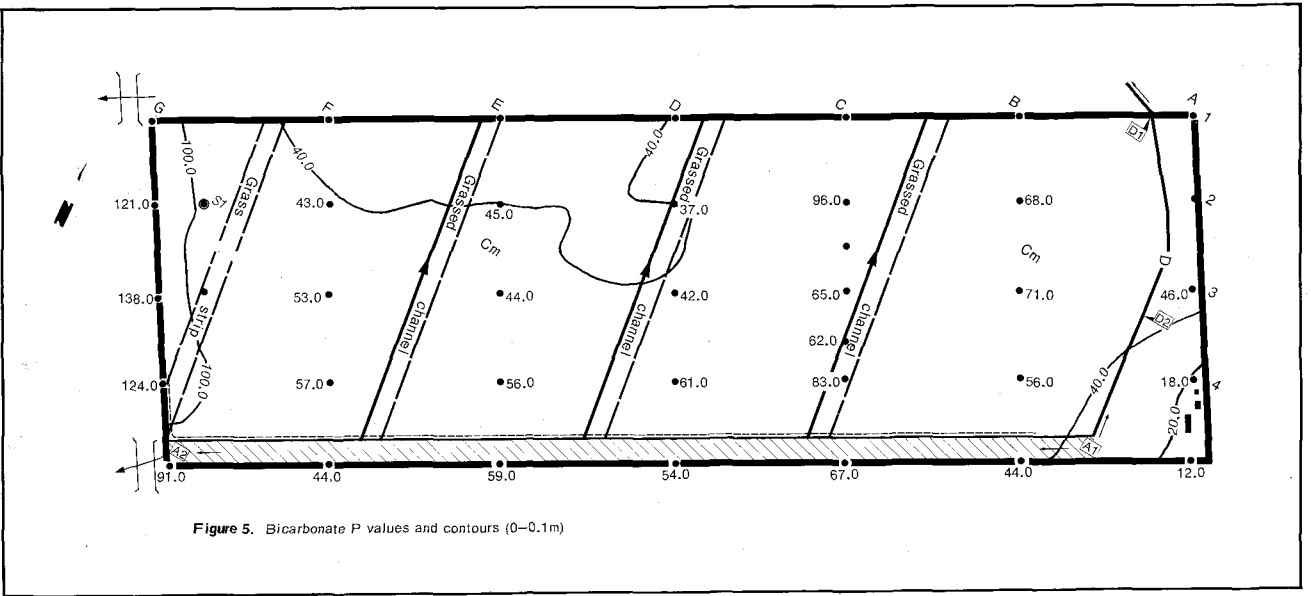 G F E D C B A
1
D1
100.0
40.0
40.0
Grass
strip
Grassed
channel
Grassed
channel
Grassed
channel
S1
121.0 43.0 45.0 37.0 96.0 68.0 2
Cm Cm
D
138.0 53.0 44.0 42.0 65.0 71.0 46.0 3
D2
62.0
100.0
40.0
124.0 57.0 56.0 61.0 83.0 56.0 18.0 4
20.0
A2 A1
91.0 44.0 59.0 54.0 67.0 44.0 12.0
Figure 5. Bicarbonate P values and contours (0–0.1m)